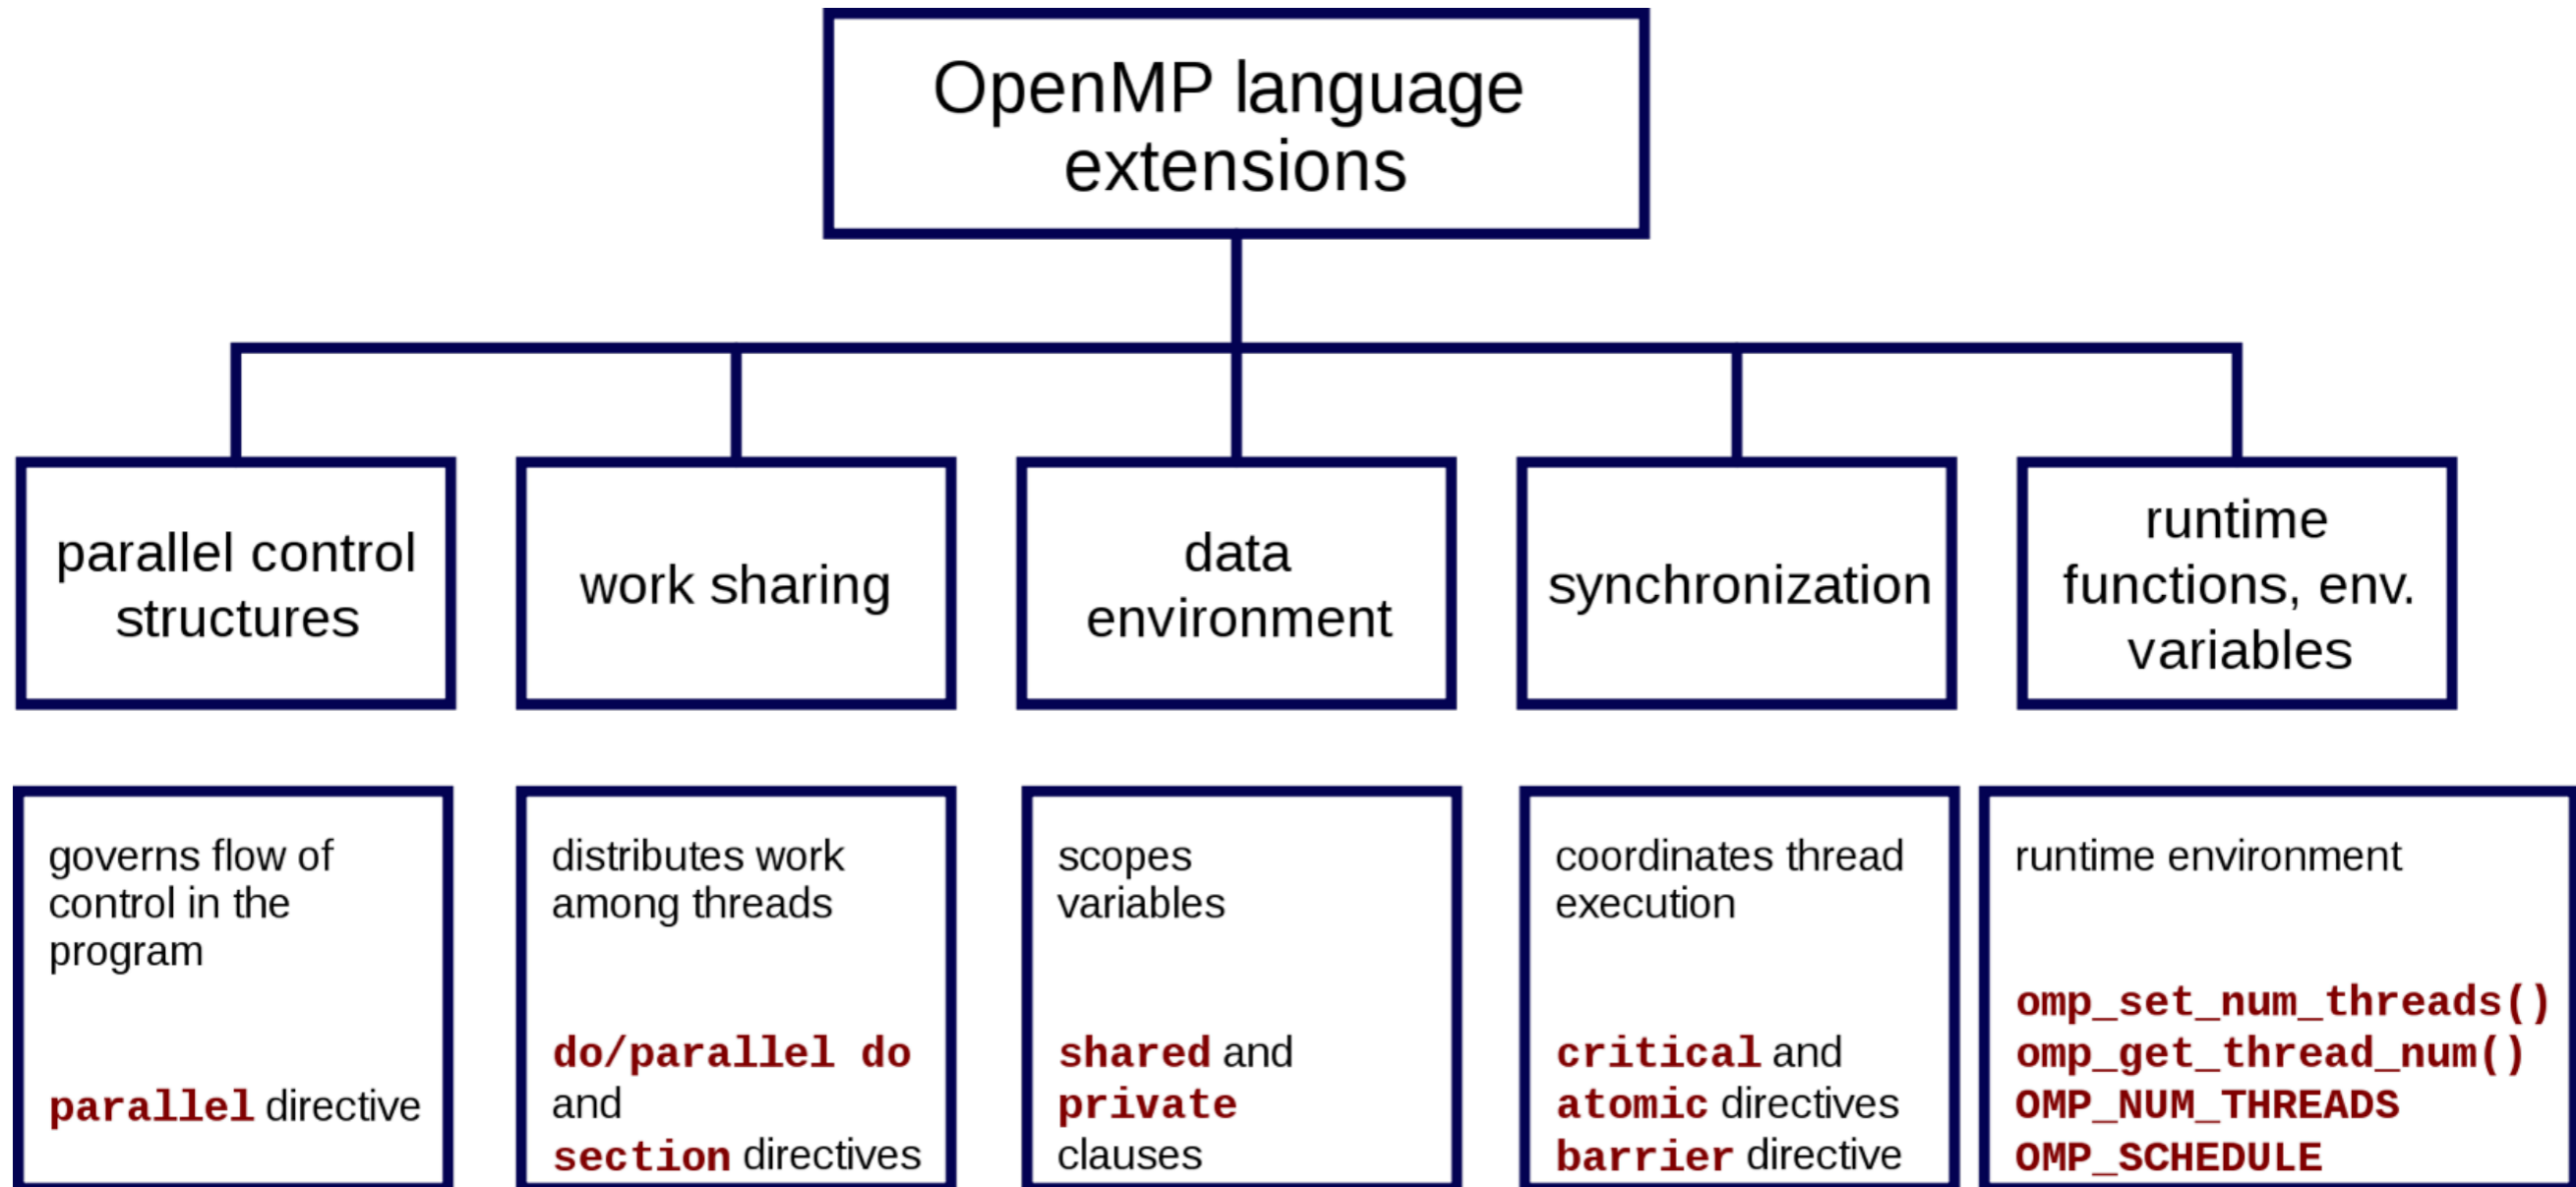 OpenMP language
extensions
parallel control
structures
work sharing
data
environment
synchronization
runtime
functions, env.
variables
governs flow of
control in the
program
parallel directive
distributes work
among threads
do/parallel do
and
section directives
scopes
variables
shared and
private
clauses
coordinates thread
execution
critical and
atomic directives
barrier directive
runtime environment
omp_set_num_threads()
omp_get_thread_num()
OMP_NUM_THREADS
OMP_SCHEDULE